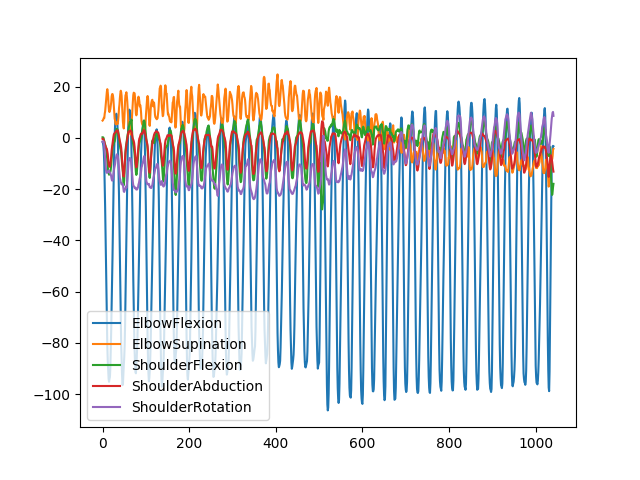 20
0
−20
−40
−60
−80
−100
ElbowFlexion
ElbowSupination
ShoulderFlexion
ShoulderAbduction
ShoulderRotation
0 200 400 600 800 1000